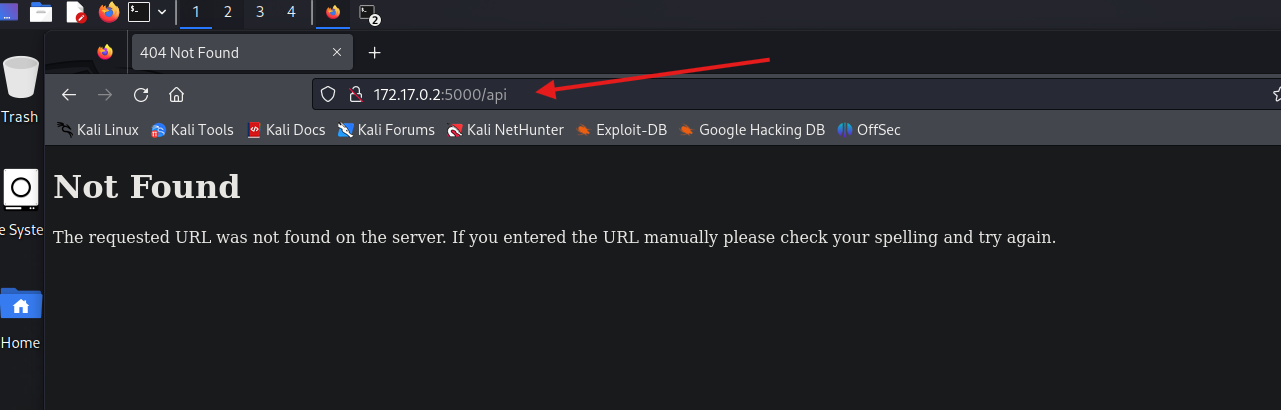 1 2 3 4 2
404 Not Found
172.17.0.2:5000/api
Kali Linux Kali Tools Kali Docs Kali Forums Kali NetHunter Exploit-DB Google Hacking DB OffSec
Trash
Not Found
e Syste
The requested URL was not found on the server. If you entered the URL manually please check your spelling and try again.
Home